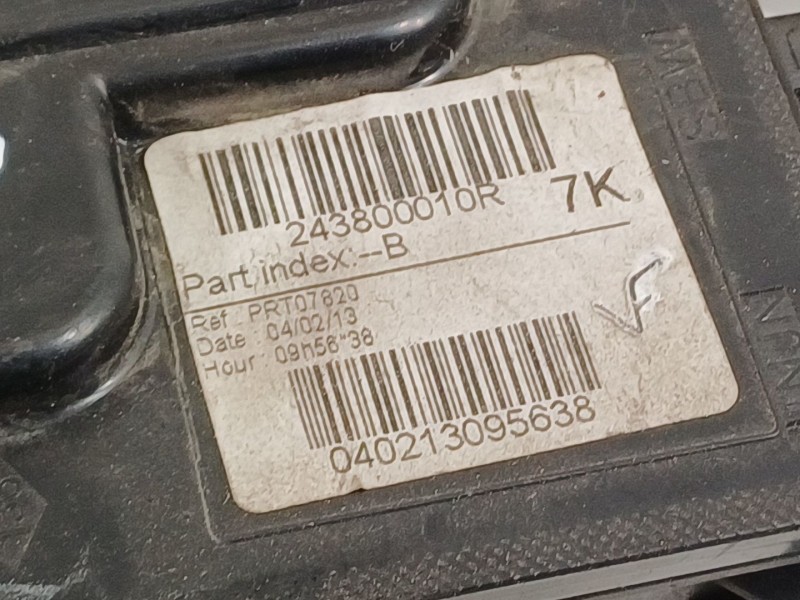 243800010R 7K
Part index:--B
Ref : PRT07820
Date 04/02/13
Hour : 09h56"38
040213095638